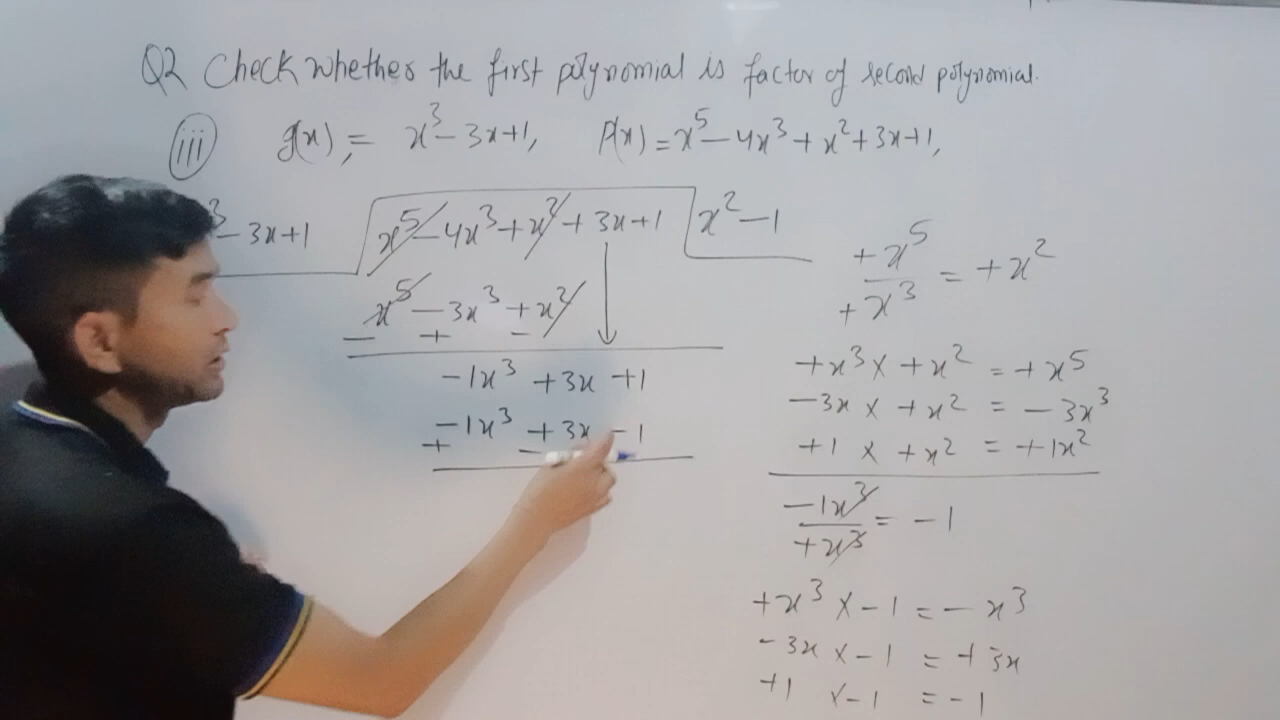 Q2 Check whether the first polynomial is factor of second polynomial.
(iii) g(x), = x³ - 3x + 1, P(x) = x⁵ - 4x³ + x² + 3x + 1,
³ - 3x + 1 x⁵ - 4x³ + x² + 3x + 1 x² - 1
x⁵ - 3x³ + x²
- + -
-1x³ + 3x + 1
-1x³ + 3x - 1
+ -
+x⁵ / +x³ = +x²
+x³ × +x² = +x⁵
-3x × +x² = -3x³
+1 × +x² = +1x²
-1x³ / +x³ = -1
+x³ × -1 = -x³
-3x × -1 = +3x
+1 × -1 = -1